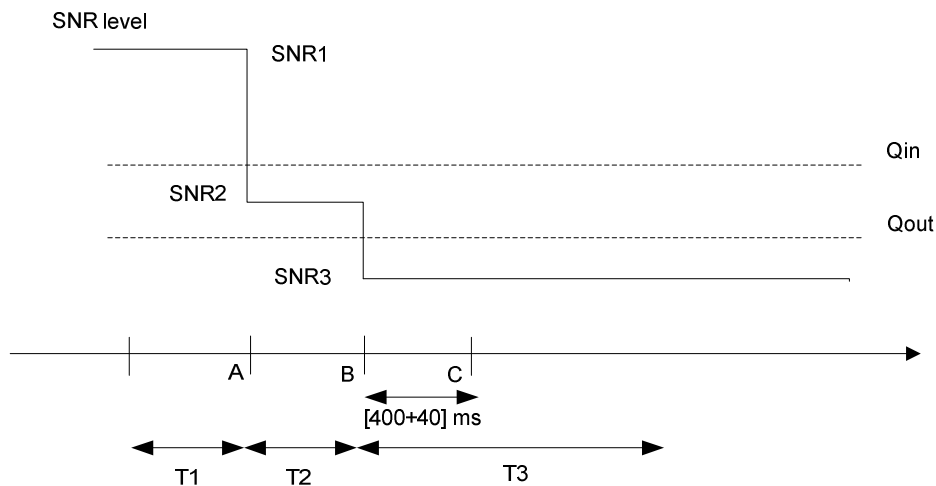 SNR level
SNR1
Qin
SNR2
Qout
SNR3
A
B
C
[400+40] ms
T1
T2
T3